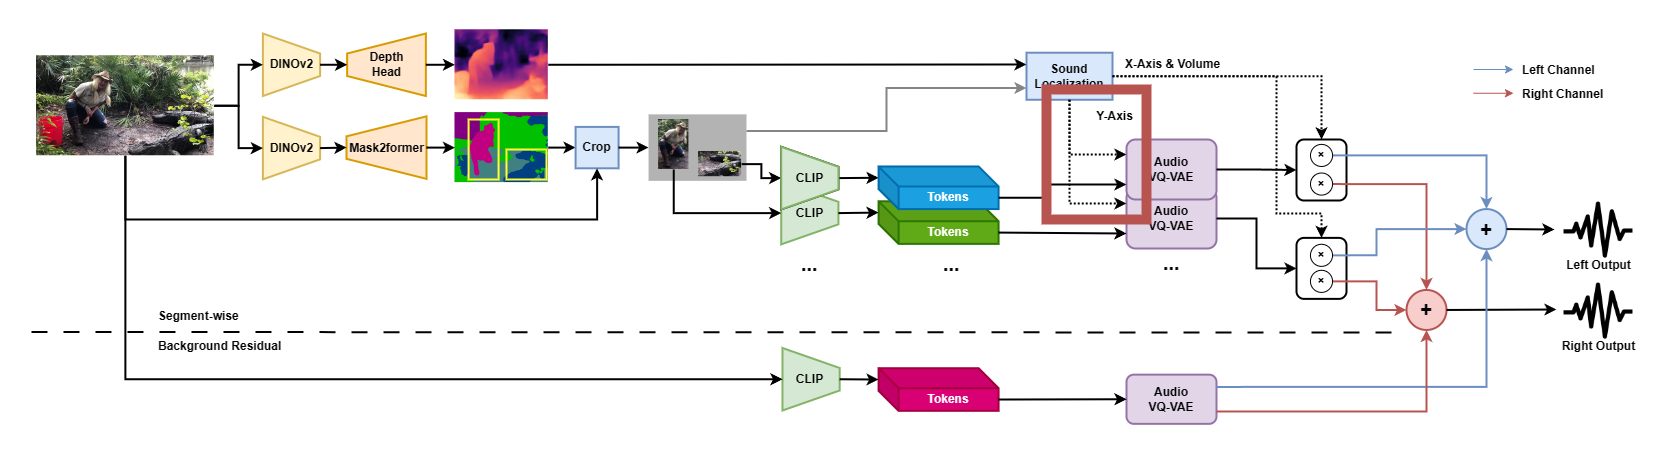 DINOv2
Depth
Head
DINOv2
Mask2former
Crop
Sound
Localization
X-Axis & Volume
Y-Axis
Left Channel
Right Channel
CLIP
CLIP
Tokens
Tokens
Audio
VQ-VAE
Audio
VQ-VAE
×
×
×
×
+
+
...
...
...
Left Output
Right Output
Segment-wise
Background Residual
CLIP
Tokens
Audio
VQ-VAE